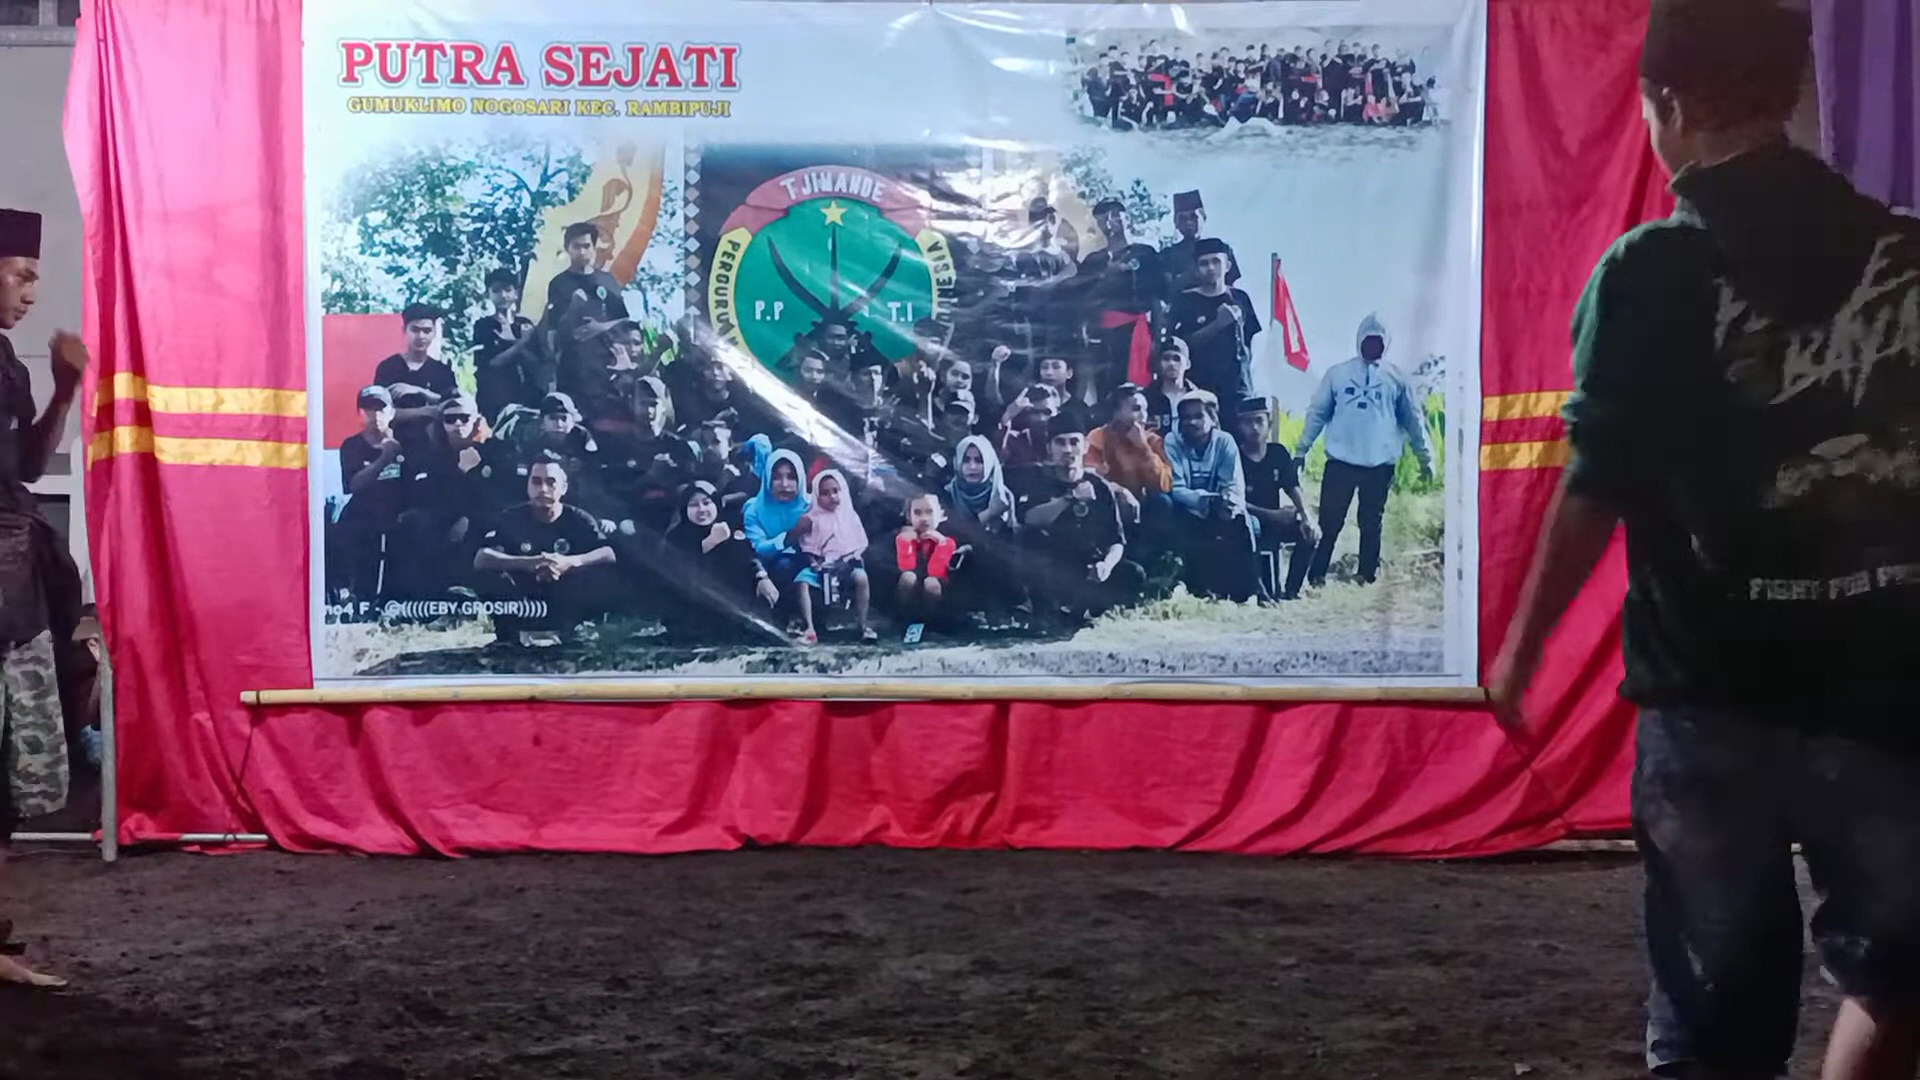 PUTRA SEJATI
GUMUKLIMO NOGOSARI KEC. RAMBIPUJI
TJIMANDE
P.P
T.I
((((((EBY GROSIR)))))
FIGHT FOR